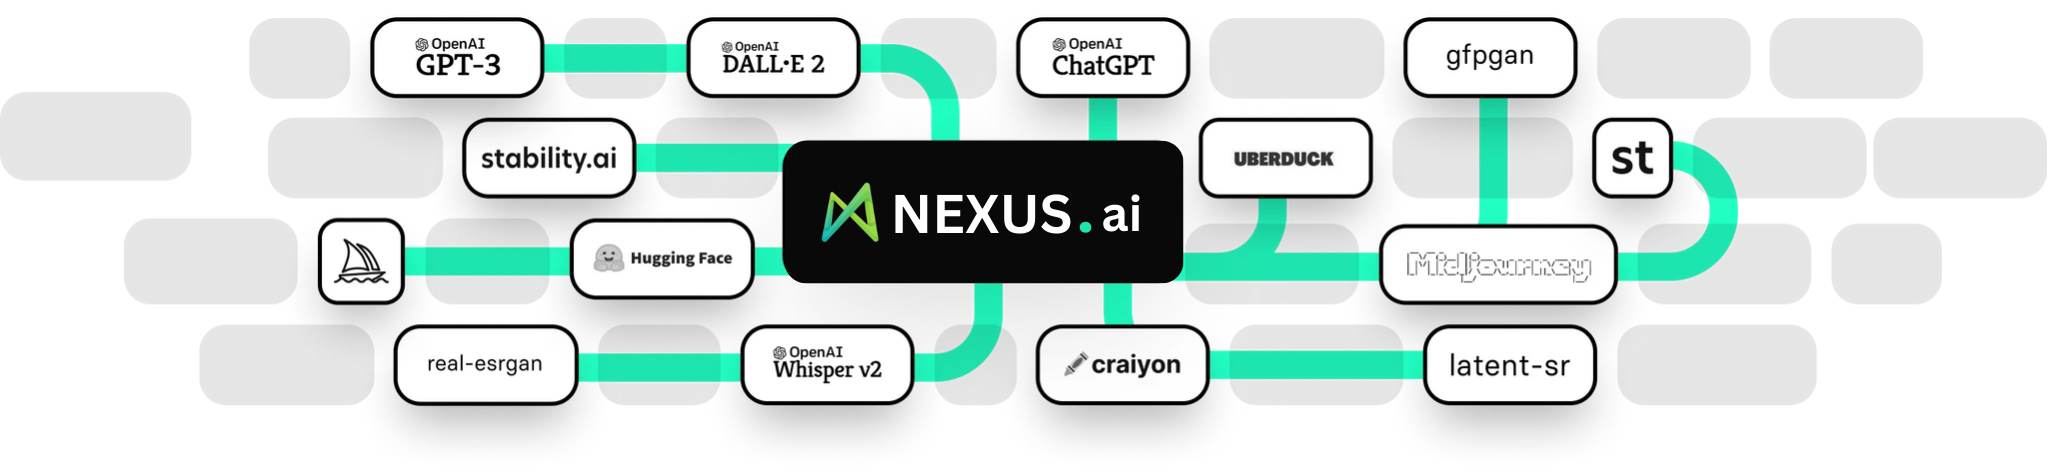 OpenAI
GPT-3
OpenAI
DALL·E 2
OpenAI
ChatGPT
gfpgan
stability.ai
UBERDUCK
st
NEXUS.ai
Hugging Face
Midjourney
real-esrgan
OpenAI
Whisper v2
craiyon
latent-sr